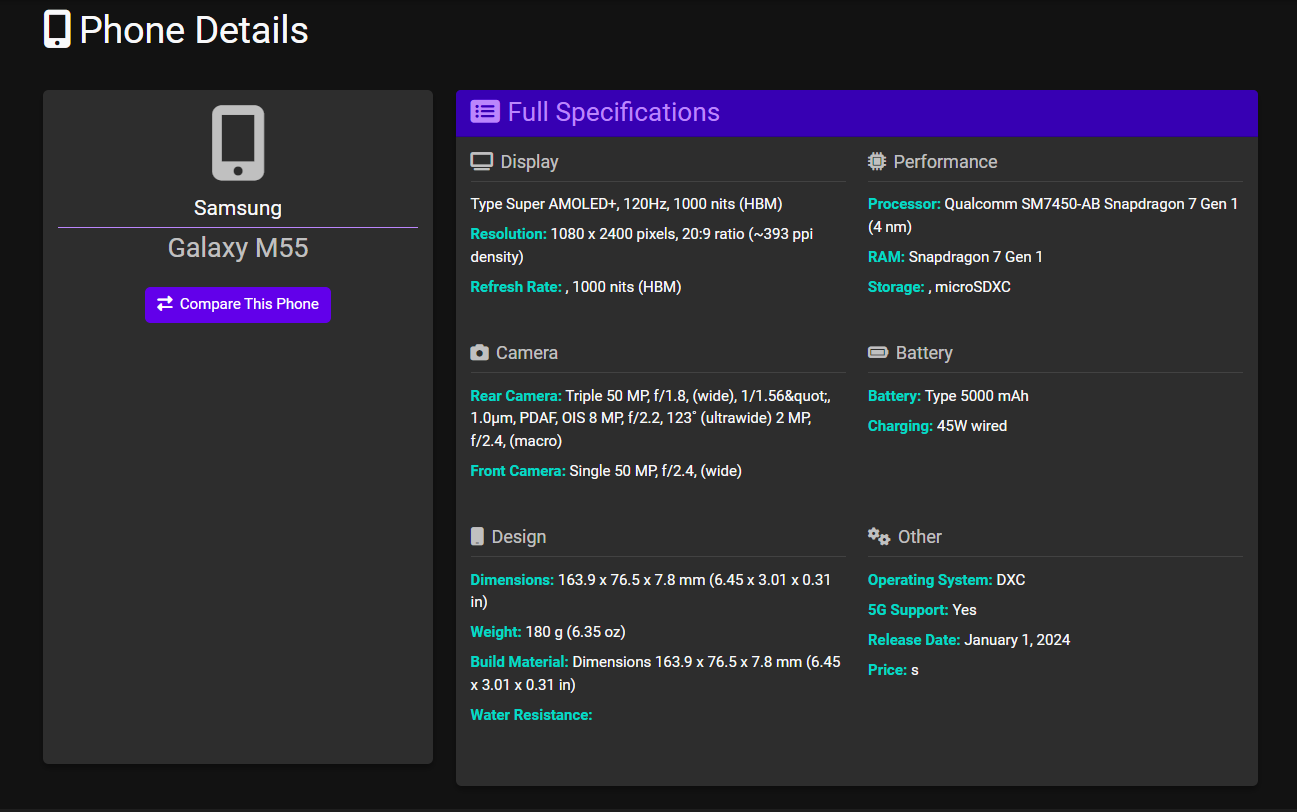 Phone Details
Samsung
Galaxy M55
Compare This Phone
Full Specifications
Display
Type Super AMOLED+, 120Hz, 1000 nits (HBM)
Resolution: 1080 x 2400 pixels, 20:9 ratio (~393 ppi
density)
Refresh Rate: , 1000 nits (HBM)
Performance
Processor: Qualcomm SM7450-AB Snapdragon 7 Gen 1
(4 nm)
RAM: Snapdragon 7 Gen 1
Storage: , microSDXC
Camera
Rear Camera: Triple 50 MP, f/1.8, (wide), 1/1.56&quot;,
1.0µm, PDAF, OIS 8 MP, f/2.2, 123˚ (ultrawide) 2 MP,
f/2.4, (macro)
Front Camera: Single 50 MP, f/2.4, (wide)
Battery
Battery: Type 5000 mAh
Charging: 45W wired
Design
Dimensions: 163.9 x 76.5 x 7.8 mm (6.45 x 3.01 x 0.31
in)
Weight: 180 g (6.35 oz)
Build Material: Dimensions 163.9 x 76.5 x 7.8 mm (6.45
x 3.01 x 0.31 in)
Water Resistance:
Other
Operating System: DXC
5G Support: Yes
Release Date: January 1, 2024
Price: s